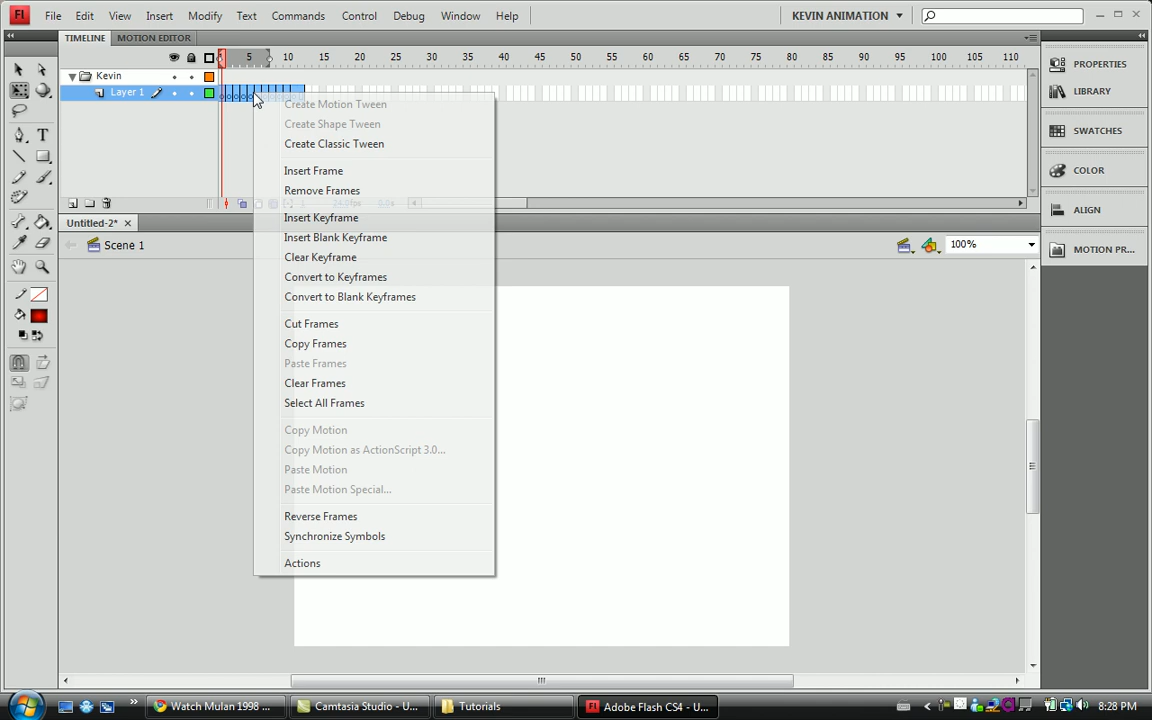 Fl File Edit View Insert Modify Text Commands Control Debug Window Help KEVIN ANIMATION
TIMELINE MOTION EDITOR
5 10 15 20 25 30 35 40 45 50 55 60 65 70 75 80 85 90 95 100 105 110
Kevin
Layer 1
Create Motion Tween
Create Shape Tween
Create Classic Tween
Insert Frame
Remove Frames
Insert Keyframe
Insert Blank Keyframe
Clear Keyframe
Convert to Keyframes
Convert to Blank Keyframes
Cut Frames
Copy Frames
Paste Frames
Clear Frames
Select All Frames
Copy Motion
Copy Motion as ActionScript 3.0...
Paste Motion
Paste Motion Special...
Reverse Frames
Synchronize Symbols
Actions
Untitled-2*
Scene 1
100%
PROPERTIES
LIBRARY
SWATCHES
COLOR
ALIGN
MOTION PR...
Watch Mulan 1998 ... Camtasia Studio - U... Tutorials Fl Adobe Flash CS4 - U... 8:28 PM